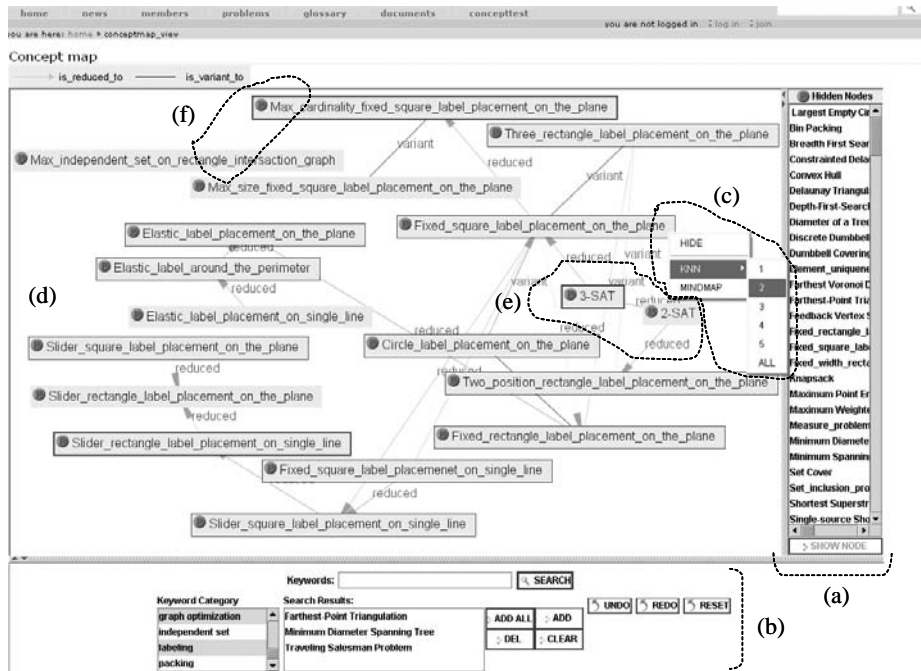 home news members problems glossary documents concepttest
you are not logged in log in join
you are here: home conceptmap_view
Concept map
is_reduced_to is_variant_to
(f)
Max_cardinality_fixed_square_label_placement_on_the_plane
Three_rectangle_label_placement_on_the_plane
variant
reduced
Max_independent_set_on_rectangle_intersaction_graph
variant
Max_size_fixed_square_label_placement_on_the_plane
(c)
Elastic_label_placement_on_the_plane
Fixed_square_label_placement_on_the_plane
reduced
reduced
variant
HIDE
Elastic_label_around_the_perimeter
KNN
1
(d)
reduced
variant
(e)
3-SAT
MINDMAP
2
reduced
3
Elastic_label_placement_on_single_line
2-SAT
reduced
reduced
4
Slider_square_label_placement_on_the_plane
Circle_label_placement_on_the_plane
reduced
5
reduced
ALL
Two_position_rectangle_label_placement_on_the_plane
Slider_rectangle_label_placement_on_the_plane
reduced
Slider_rectangle_label_placement_on_single_line
Fixed_rectangle_label_placement_on_the_plane
Fixed_square_label_placemenet_on_single_line
reduced
reduced
Slider_square_label_placement_on_single_line
Hidden Nodes
Largest Empty Cir
Bin Packing
Breadth First Sear
Constrainted Dela
Convex Hull
Delaunay Triangul
Depth-First-Searcl
Diameter of a Tree
Discrete Dumbbell
Dumbbell Covering
Element_uniquene
Farthest Voronoi D
Farthest-Point Tria
Feedback Vertex S
Fixed_rectangle_l
Fixed_square_lab
Fixed_width_recta
Knapsack
Maximum Point En
Maximum Weighte
Measure_problem
Minimum Diamete
Minimum Spannin
Set Cover
Set_inclusion_pro
Shortest Superstr
Single-source Sho
SHOW NODE
(a)
Keywords: SEARCH
Keyword Category
Search Results:
graph optimization
independent set
labeling
packing
Farthest-Point Triangulation
Minimum Diameter Spanning Tree
Traveling Salesman Problem
ADD ALL ADD
DEL CLEAR
UNDO REDO RESET
(b)